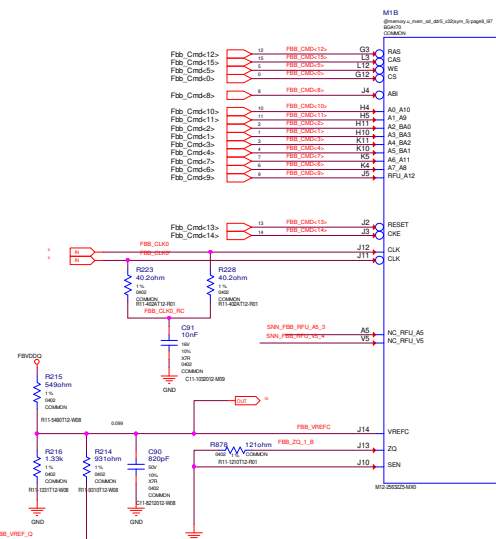 M1B
@memory.u_mem_sd_ddr5_x32(sym_5):page9_i97
BGA170
COMMON
Fbb_Cmd<12> 12 FBB_CMD<12> G3 RAS
Fbb_Cmd<15> 15 FBB_CMD<15> L3 CAS
Fbb_Cmd<5> 5 FBB_CMD<5> L12 WE
Fbb_Cmd<0> 0 FBB_CMD<0> G12 CS
Fbb_Cmd<8> 8 FBB_CMD<8> J4 ABI
Fbb_Cmd<10> 10 FBB_CMD<10> H4 A0_A10
Fbb_Cmd<11> 11 FBB_CMD<11> H5 A1_A9
Fbb_Cmd<2> 2 FBB_CMD<2> H11 A2_BA0
Fbb_Cmd<1> 1 FBB_CMD<1> H10 A3_BA3
Fbb_Cmd<3> 3 FBB_CMD<3> K11 A4_BA2
Fbb_Cmd<4> 4 FBB_CMD<4> K10 A5_BA1
Fbb_Cmd<7> 7 FBB_CMD<7> K5 A6_A11
Fbb_Cmd<6> 6 FBB_CMD<6> K4 A7_A8
Fbb_Cmd<9> 9 FBB_CMD<9> J5 RFU_A12
Fbb_Cmd<13> 13 FBB_CMD<13> J2 RESET
Fbb_Cmd<14> 14 FBB_CMD<14> J3 CKE
IN FBB_CLK0 J12 CLK
IN FBB_CLK0* J11 CLK
R223 R228
40.2ohm 40.2ohm
1% 1%
0402 0402
COMMON COMMON
R11-402AT12-R01 R11-402AT12-R01
FBB_CLK0_RC
C91
10nF
16V
10%
X7R
0402
COMMON
C11-1032012-M09
GND
SNN_FBB_RFU_A5_3 A5 NC_RFU_A5
SNN_FBB_RFU_V5_4 V5 NC_RFU_V5
FBVDDQ
R215
549ohm
1%
0402
COMMON
R11-5490T12-W08
OUT
0.099
FBB_VREFC J14 VREFC
R878 121ohm FBB_ZQ_1_B J13 ZQ
0402 1% COMMON
R11-1210T12-R01
J10 SEN
R216 R214 C90
1.33k 931ohm 820pF
1% 1% 50V
0402 0402 10%
COMMON COMMON X7R
0402
COMMON
R11-1331T12-W08 R11-9310T12-W08 C11-8212012-W08
GND GND
M12-25632Z5-MX0
BB_VREF_Q